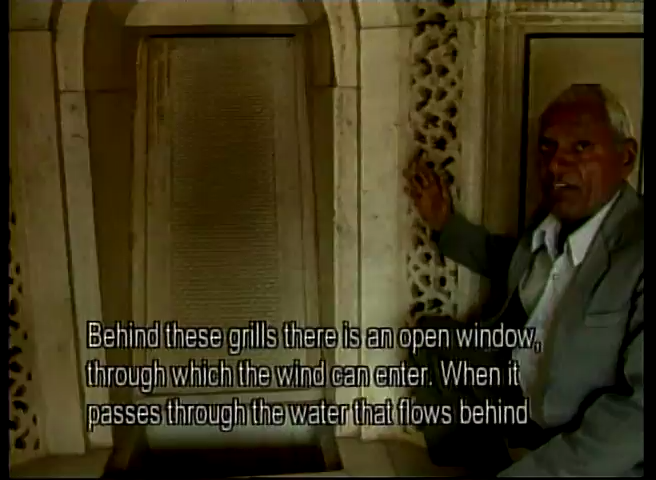 Behind these grills there is an open window,
through which the wind can enter. When it
passes through the water that flows behind